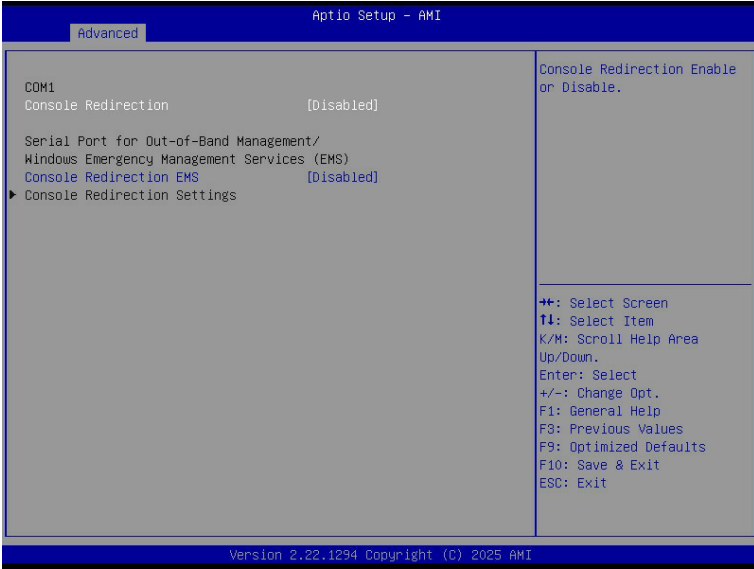 Aptio Setup – AMI
Advanced
COM1
Console Redirection [Disabled]
Serial Port for Out-of-Band Management/
Windows Emergency Management Services (EMS)
Console Redirection EMS [Disabled]
▶ Console Redirection Settings
Console Redirection Enable
or Disable.
→←: Select Screen
↑↓: Select Item
K/M: Scroll Help Area
Up/Down.
Enter: Select
+/-: Change Opt.
F1: General Help
F3: Previous Values
F9: Optimized Defaults
F10: Save & Exit
ESC: Exit
Version 2.22.1294 Copyright (C) 2025 AMI